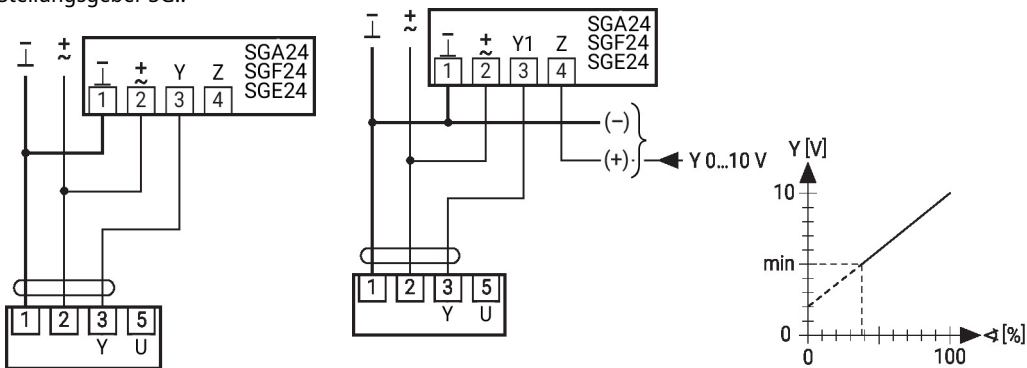 Stellungsgeber SG..
– ⊥ + ~
– ⊥ + ~ Y Z
SGA24
SGF24
SGE24
1 2 3 4
1 2 3 5
Y U
– ⊥ + ~
– ⊥ + ~ Y1 Z
SGA24
SGF24
SGE24
1 2 3 4
(–)
(+) Y 0...10 V
1 2 3 5
Y U
Y [V]
10
min
0
0 100
∢ [%]